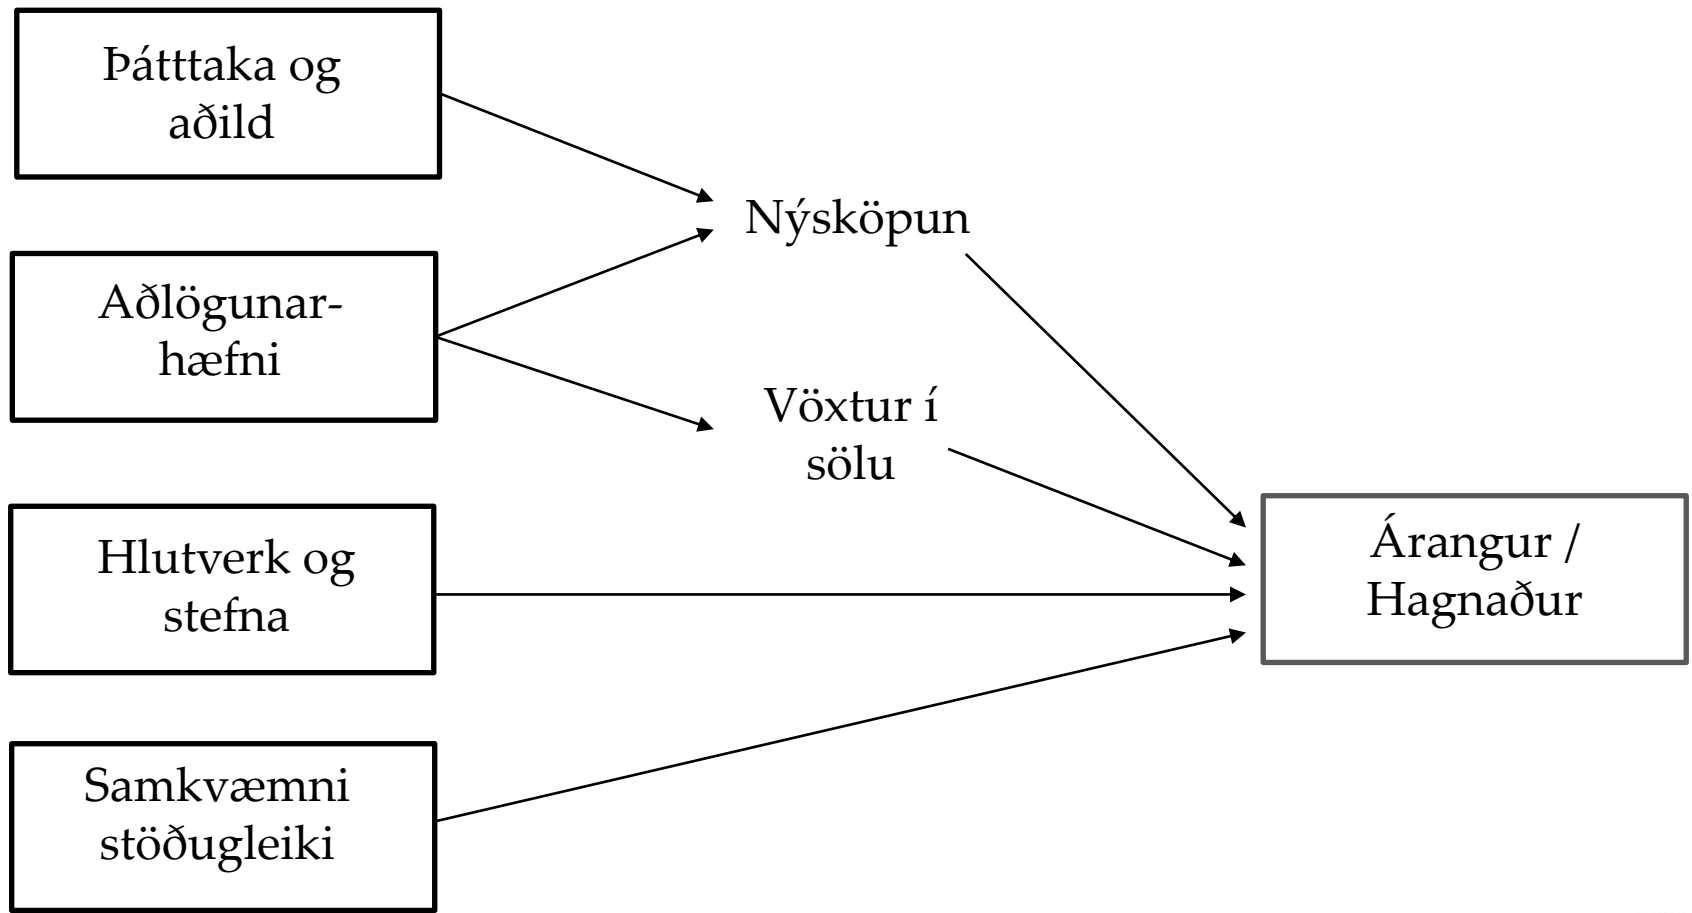 Þátttaka og
aðild
Nýsköpun
Aðlögunar-
hæfni
Vöxtur í
sölu
Hlutverk og
stefna
Árangur /
Hagnaður
Samkvæmni
stöðugleiki